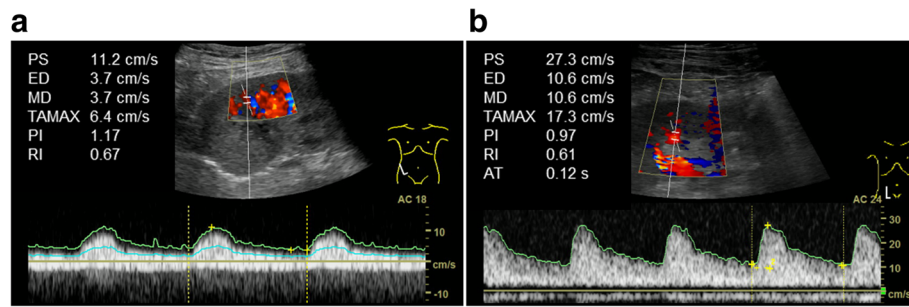 a
PS 11.2 cm/s
ED 3.7 cm/s
MD 3.7 cm/s
TAMAX 6.4 cm/s
PI 1.17
RI 0.67
L
AC 18
10
cm/s
-10
b
PS 27.3 cm/s
ED 10.6 cm/s
MD 10.6 cm/s
TAMAX 17.3 cm/s
PI 0.97
RI 0.61
AT 0.12 s
L
AC 24
30
20
10
cm/s